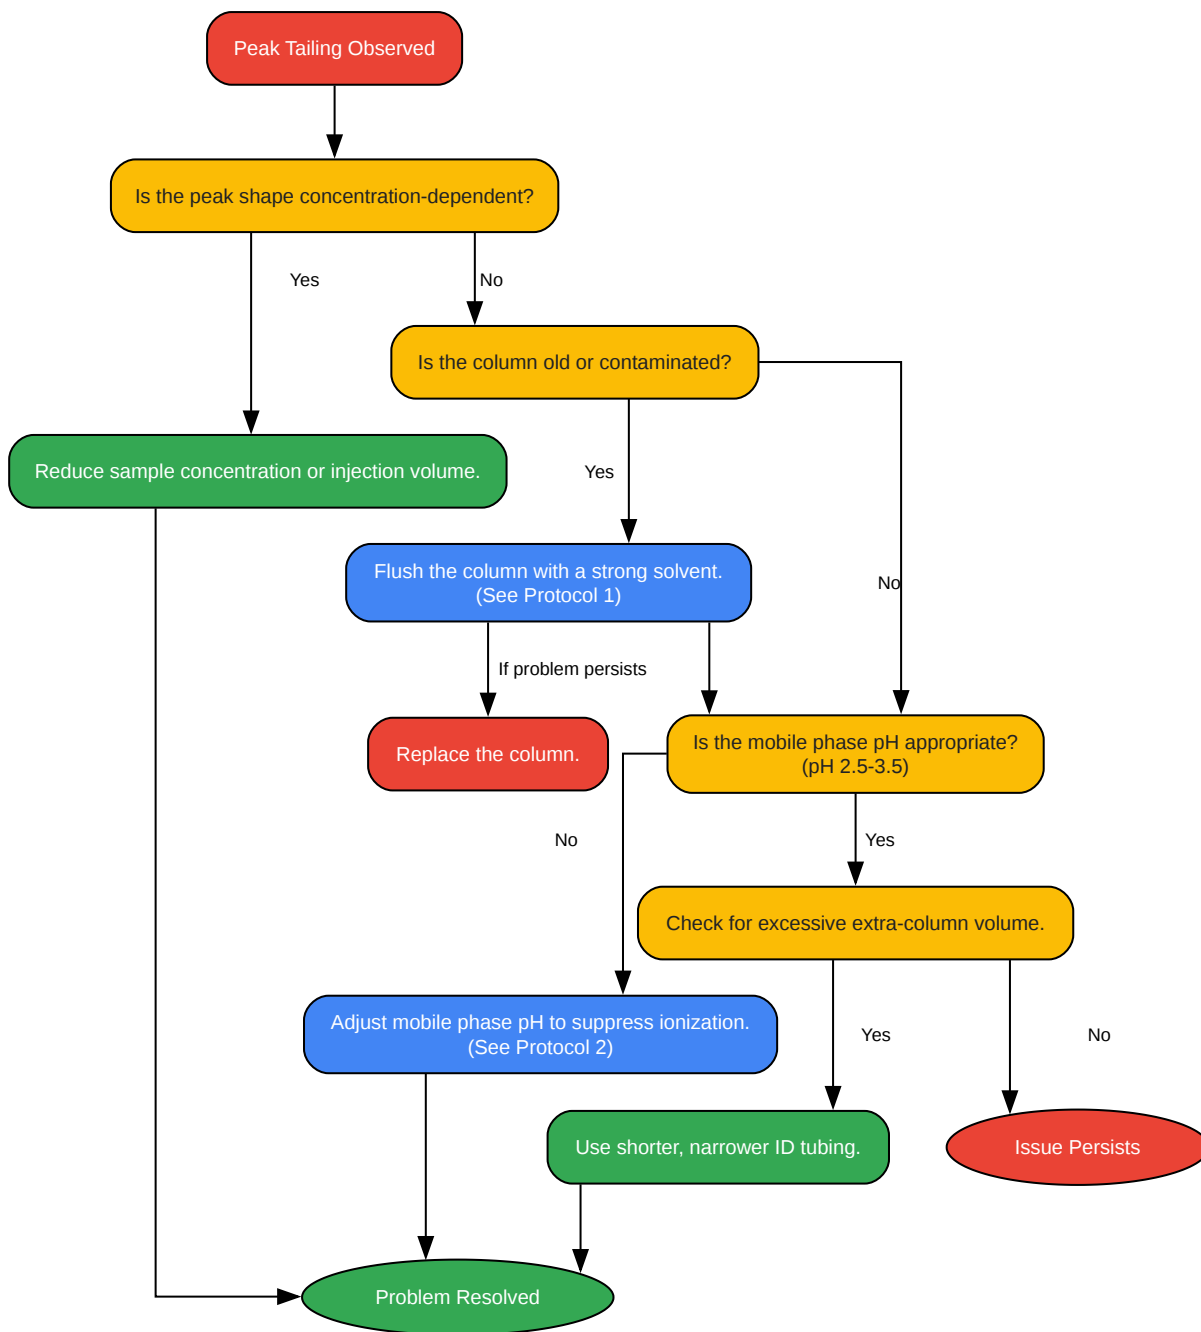 Peak Tailing Observed
Is the peak shape concentration-dependent?
Yes
No
Is the column old or contaminated?
Reduce sample concentration or injection volume.
Yes
Flush the column with a strong solvent.
(See Protocol 1)
No
If problem persists
Replace the column.
Is the mobile phase pH appropriate?
(pH 2.5-3.5)
No
Yes
Check for excessive extra-column volume.
Adjust mobile phase pH to suppress ionization.
(See Protocol 2)
Yes
No
Use shorter, narrower ID tubing.
Issue Persists
Problem Resolved